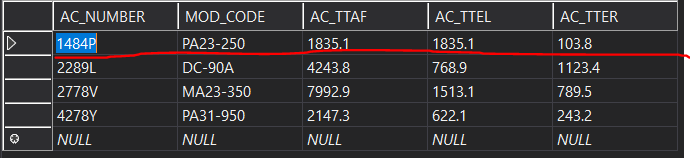 AC_NUMBER MOD_CODE AC_TTAF AC_TTEL AC_TTER
1484P PA23-250 1835.1 1835.1 103.8
2289L DC-90A 4243.8 768.9 1123.4
2778V MA23-350 7992.9 1513.1 789.5
4278Y PA31-950 2147.3 622.1 243.2
NULL NULL NULL NULL NULL